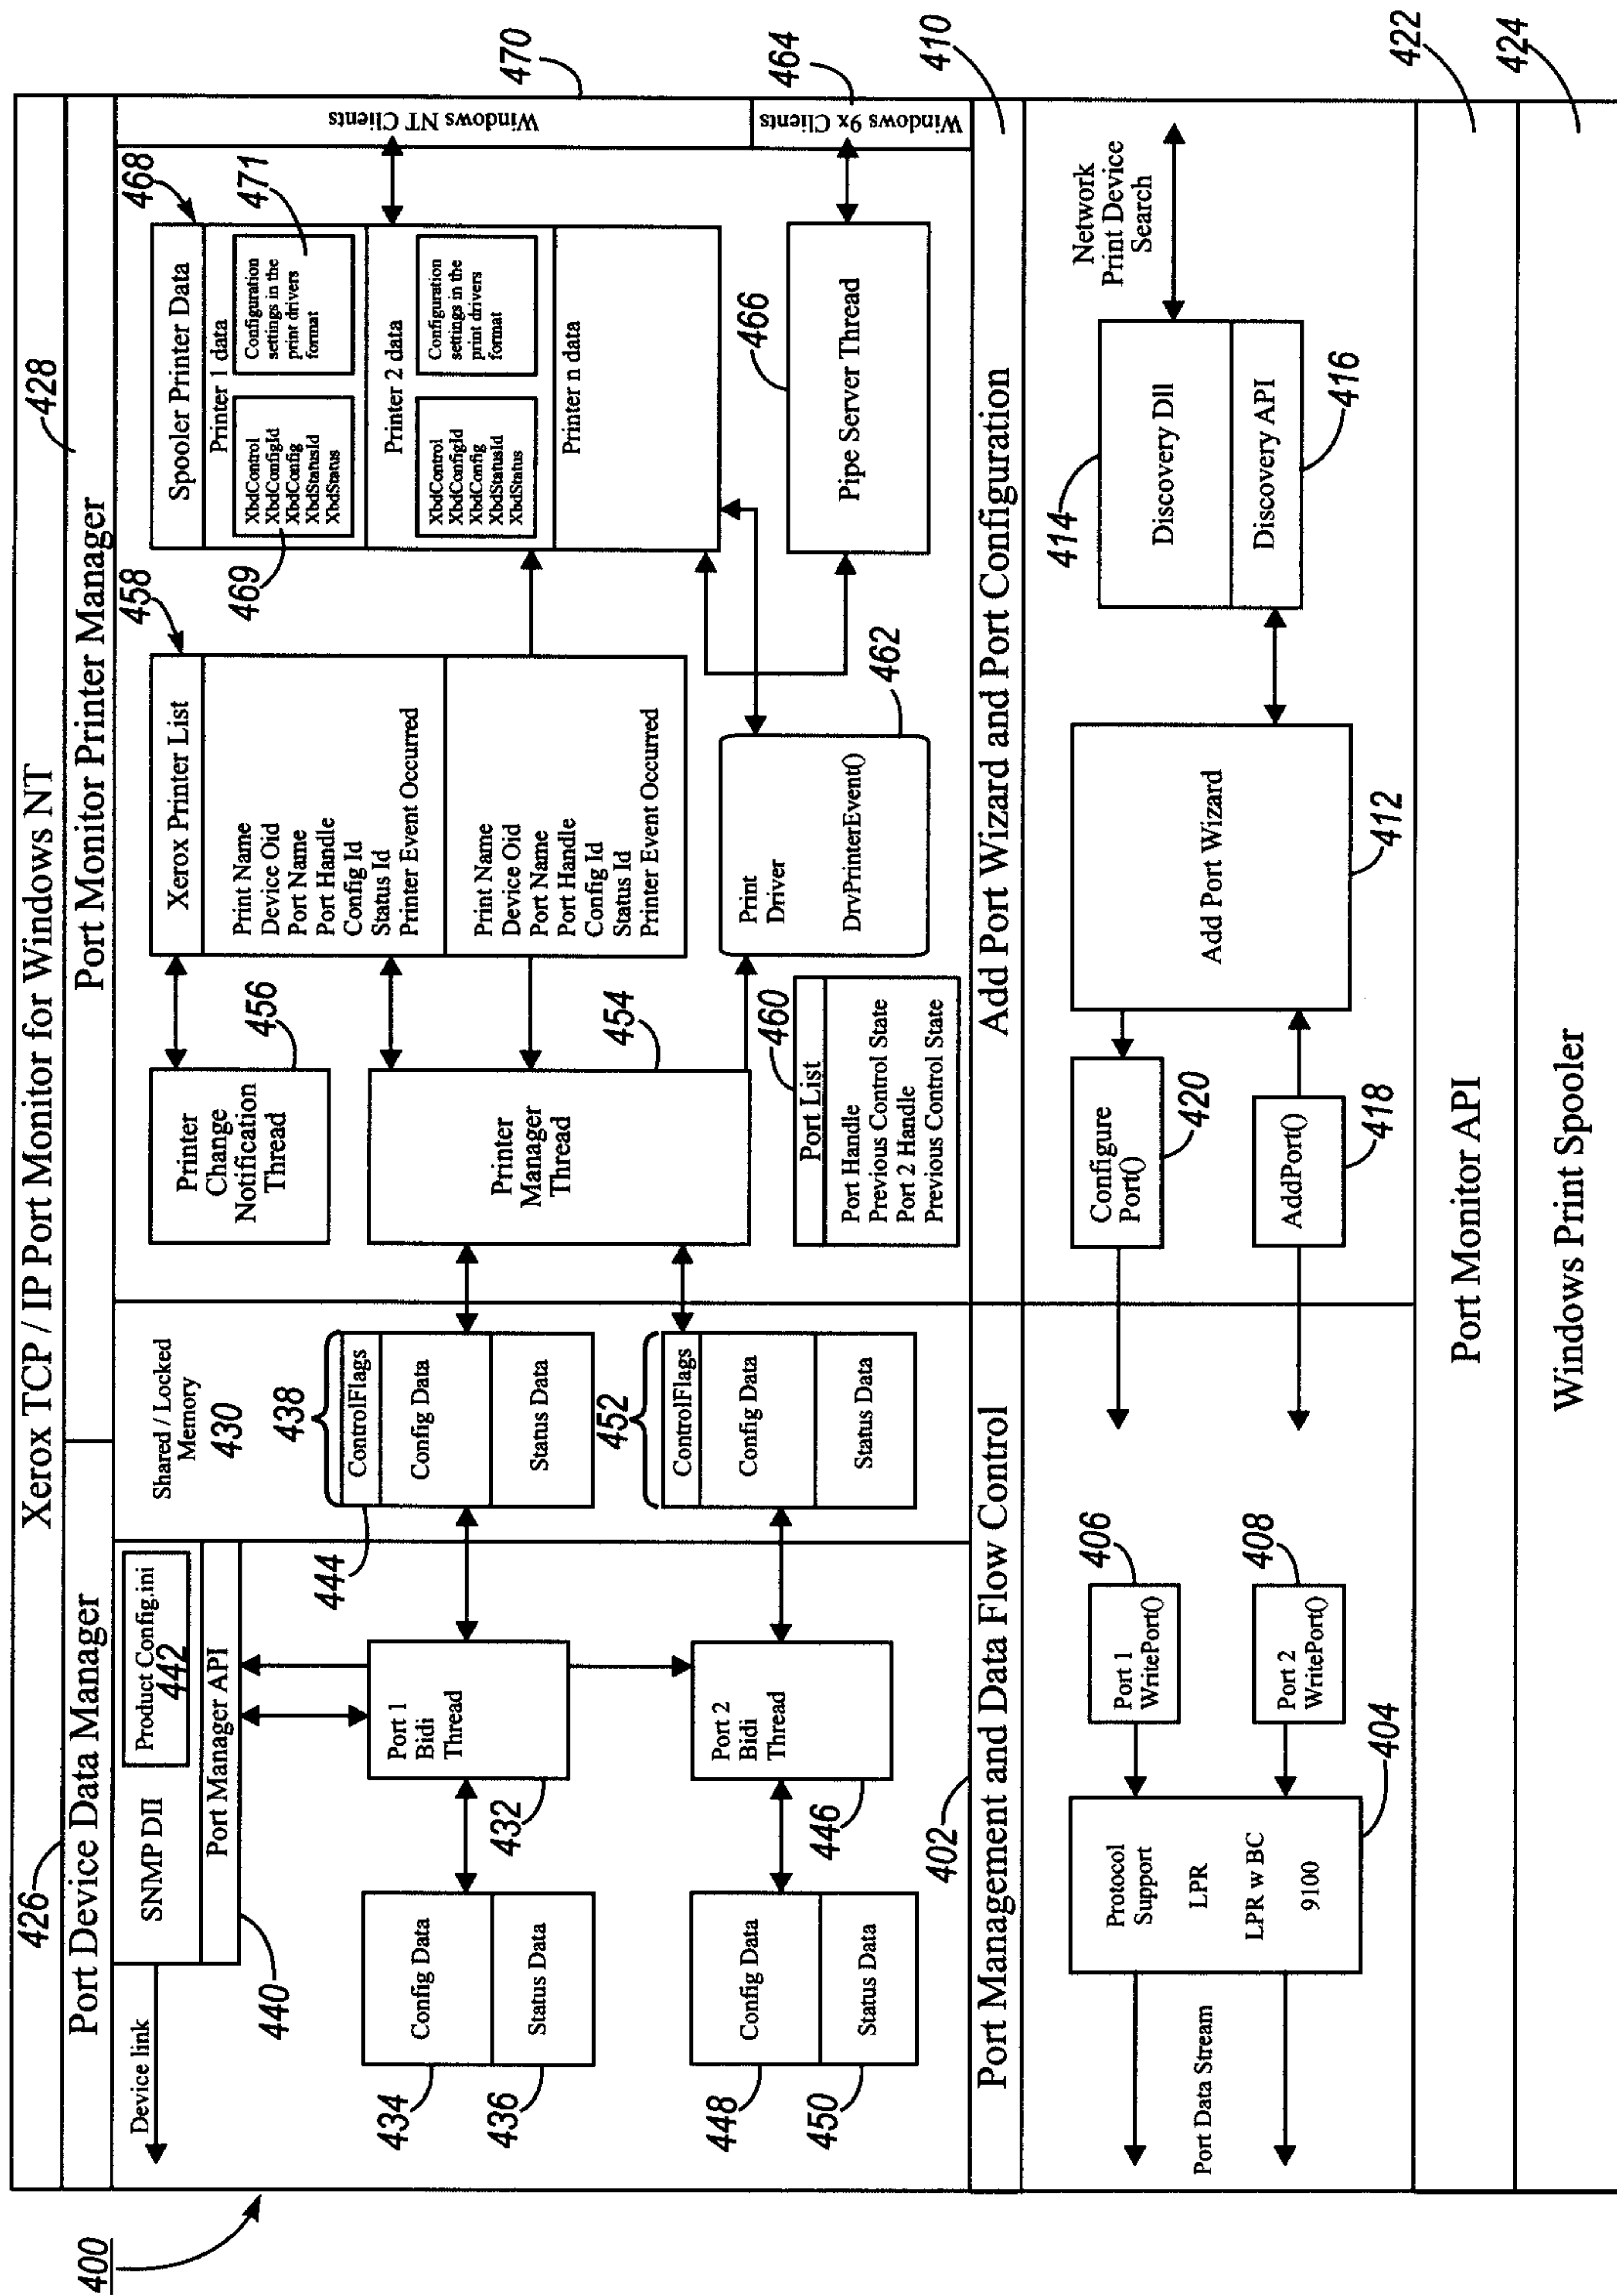 400
Xerox TCP / IP Port Monitor for Windows NT
426
428
Port Device Data Manager
Port Monitor Printer Manager
Device link
SNMP Dll
Product Config.ini
442
Port Manager API
440
Config Data
Status Data
434
436
Port 1
Bidi
Thread
432
Config Data
Status Data
448
450
Port 2
Bidi
Thread
446
Shared / Locked
Memory
430
438
ControlFlags
Config Data
Status Data
444
452
ControlFlags
Config Data
Status Data
Printer
Change
Notification
Thread
456
Printer
Manager
Thread
454
Port List
460
Port Handle
Previous Control State
Port 2 Handle
Previous Control State
458
Xerox Printer List
Print Name
Device Oid
Port Name
Port Handle
Config Id
Status Id
Printer Event Occurred
Print Name
Device Oid
Port Name
Port Handle
Config Id
Status Id
Printer Event Occurred
Print
Driver
DrvPrinterEvent()
462
468
Spooler Printer Data
Printer 1 data
XbdControl
XbdConfigId
XbdConfig
XbdStatusId
XbdStatus
469
Configuration
settings in the
print drivers
format
471
Printer 2 data
XbdControl
XbdConfigId
XbdConfig
XbdStatusId
XbdStatus
Configuration
settings in the
print drivers
format
Printer n data
Pipe Server Thread
466
Windows NT Clients
470
Windows 9x Clients
464
402
Port Management and Data Flow Control
Add Port Wizard and Port Configuration
410
Port Data Stream
Protocol
Support
LPR
LPR w BC
9100
404
Port 1
WritePort()
406
Port 2
WritePort()
408
Configure
Port()
420
AddPort()
418
Add Port Wizard
412
414
Discovery Dll
Discovery API
416
Network
Print Device
Search
Port Monitor API
422
Windows Print Spooler
424